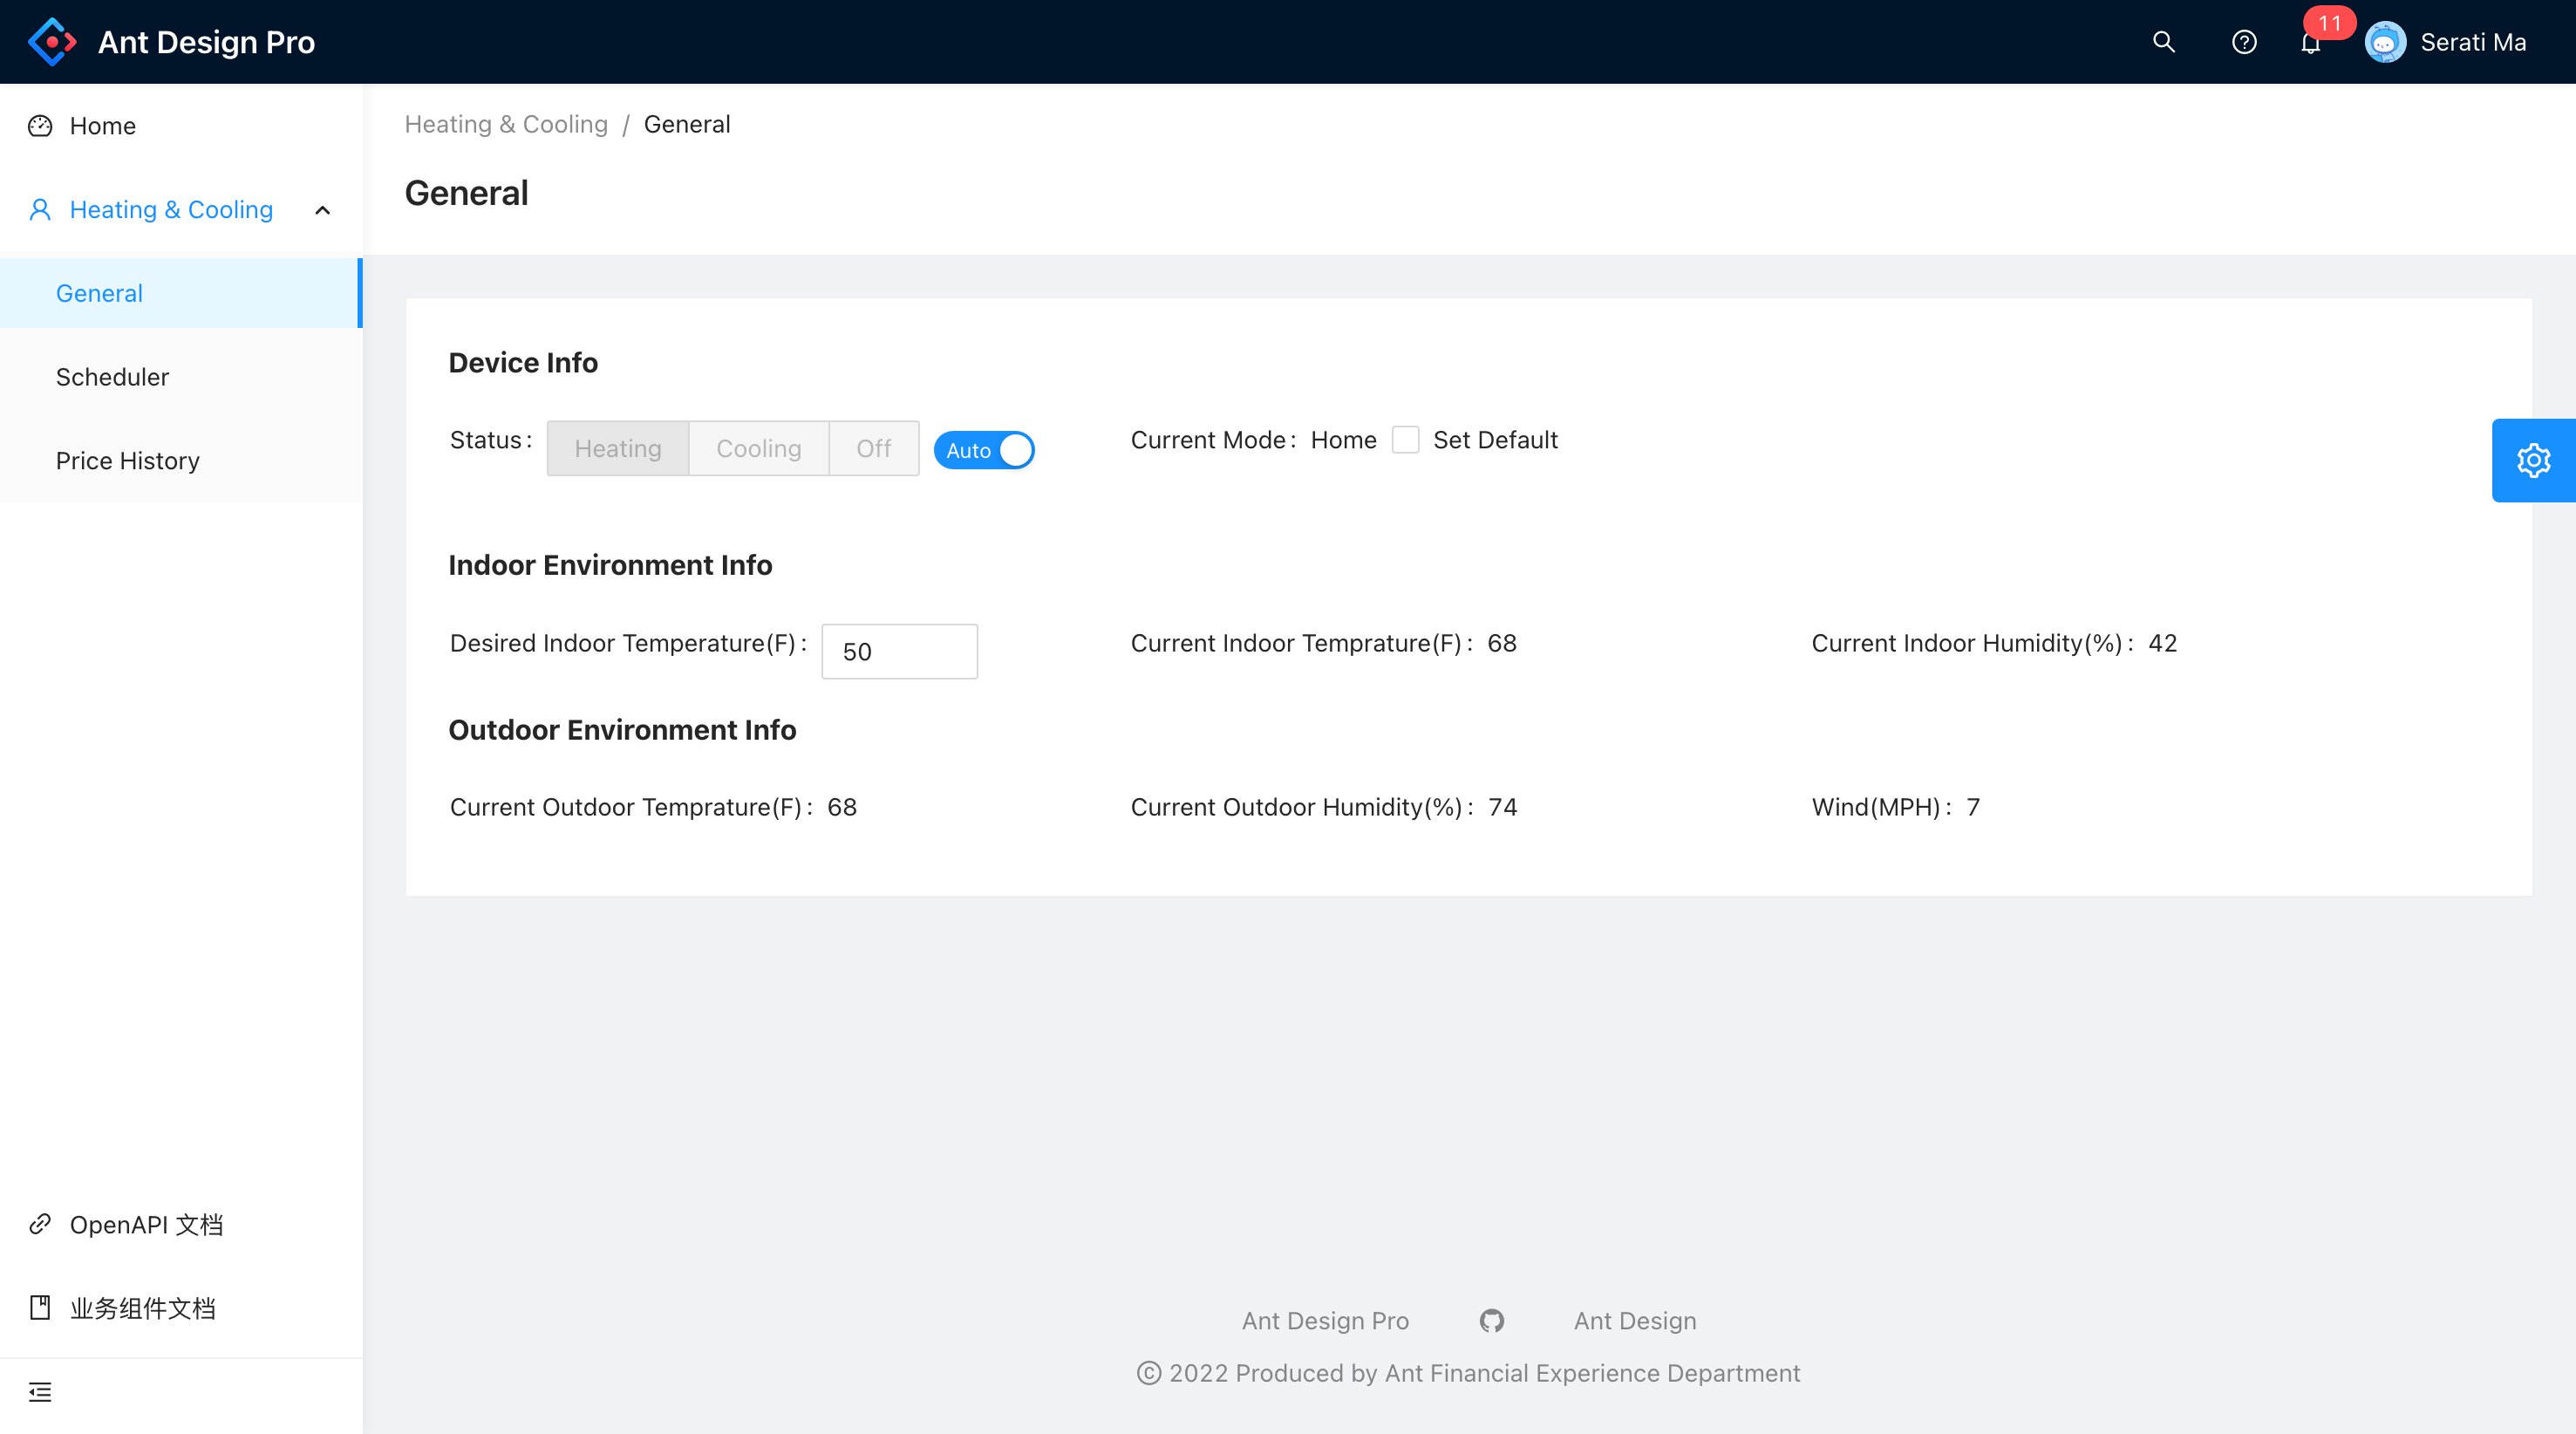 Ant Design Pro
11
Serati Ma
Home
Heating & Cooling
General
Scheduler
Price History
OpenAPI 文档
业务组件文档
Heating & Cooling / General
General
Device Info
Status : Heating Cooling Off Auto Current Mode : Home Set Default
Indoor Environment Info
Desired Indoor Temperature(F) : 50 Current Indoor Temprature(F) : 68 Current Indoor Humidity(%) : 42
Outdoor Environment Info
Current Outdoor Temprature(F) : 68 Current Outdoor Humidity(%) : 74 Wind(MPH) : 7
Ant Design Pro Ant Design
© 2022 Produced by Ant Financial Experience Department